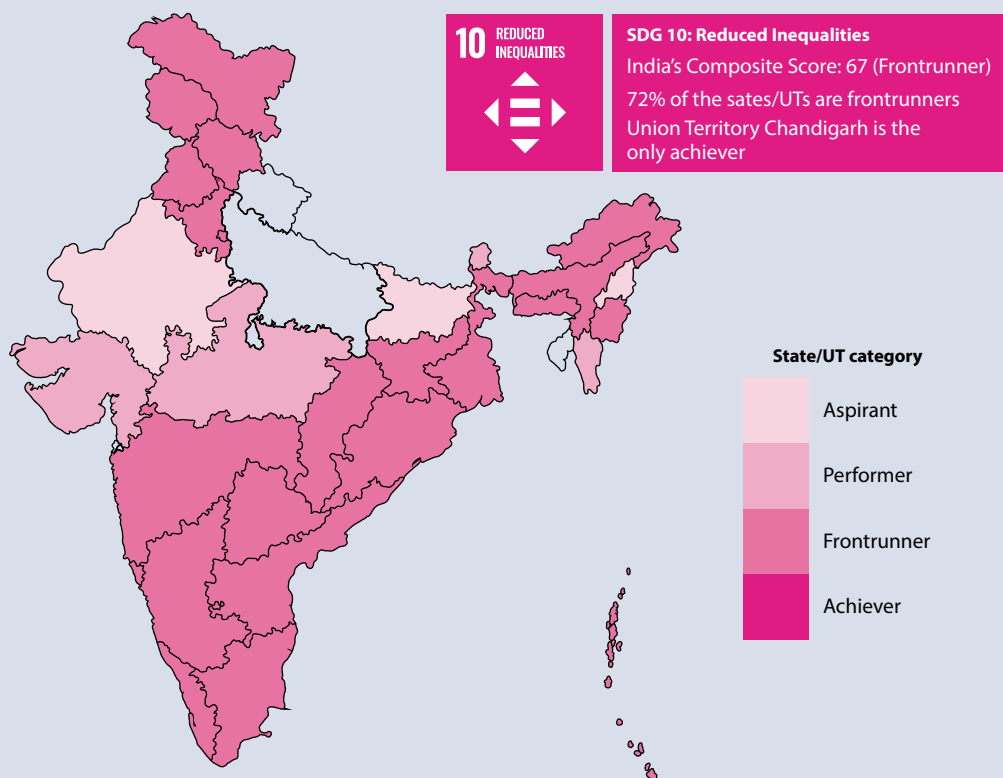 10 REDUCED
INEQUALITIES
SDG 10: Reduced Inequalities
India's Composite Score: 67 (Frontrunner)
72% of the sates/UTs are frontrunners
Union Territory Chandigarh is the
only achiever
State/UT category
Aspirant
Performer
Frontrunner
Achiever